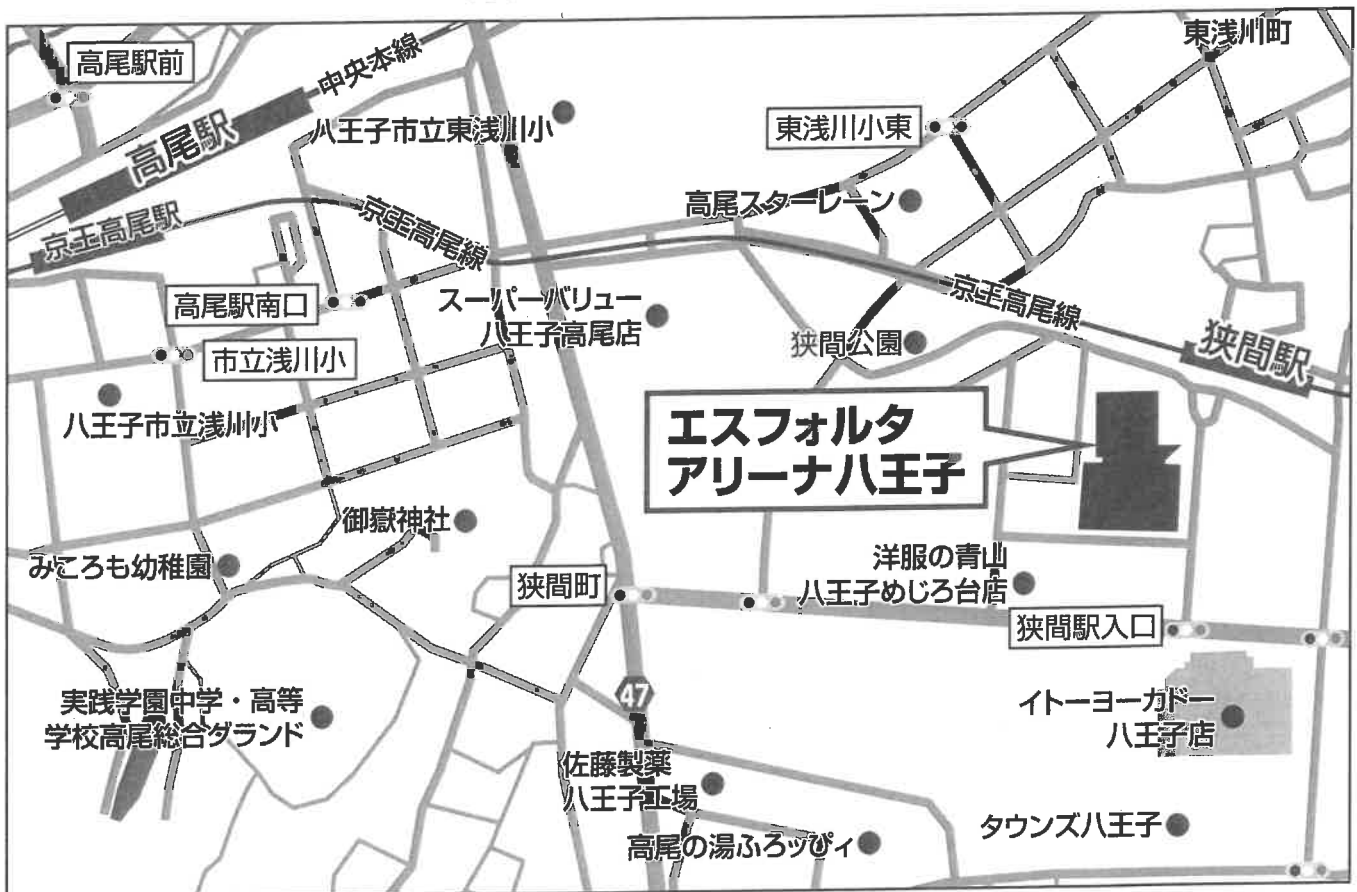 高尾駅前
中央本線
東浅川町
高尾駅
八王子市立東浅川小
東浅川小東
京王高尾駅
京王高尾線
高尾スターレーン
高尾駅南口
スーパーバリュー
八王子高尾店
京王高尾線
狭間駅
市立浅川小
狭間公園
八王子市立浅川小
エスフォルタ
アリーナ八王子
御嶽神社
みころも幼稚園
狭間町
洋服の青山
八王子めじろ台店
狭間駅入口
実践学園中学・高等
学校高尾総合グランド
47
イトーヨーカドー
八王子店
佐藤製薬
八王子工場
高尾の湯ふろッぴィ
タウンズ八王子